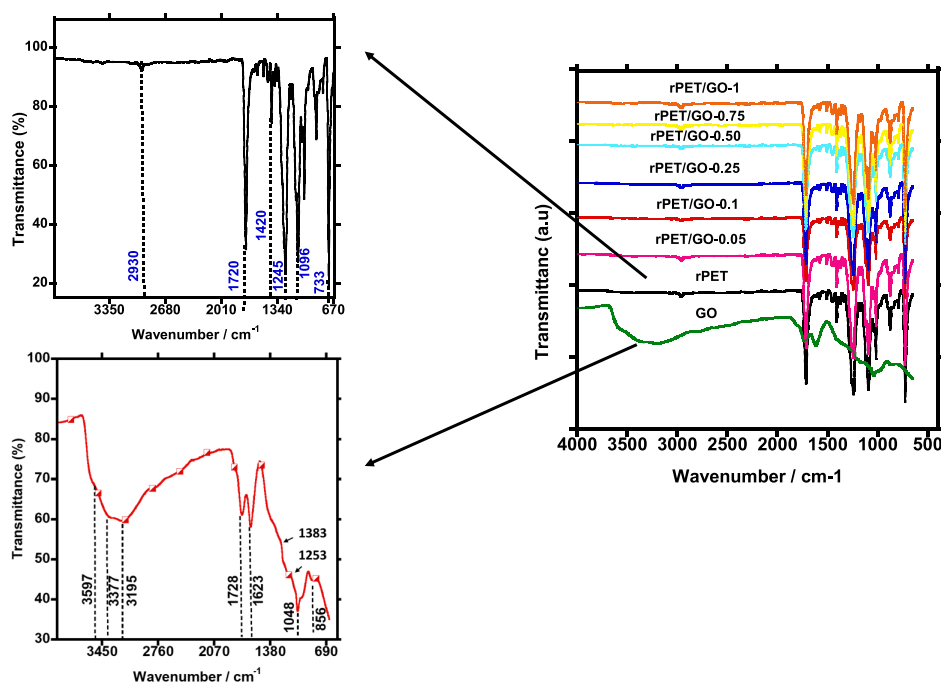 100
80
60
40
20
Transmittance (%)
2930
1720
1420
1245
1096
733
3350 2680 2010 1340 670
Wavenumber / cm-1
100
90
80
70
60
50
40
30
Transmittance (%)
3597
3377
3195
1728
1623
1383
1253
1048
856
3450 2760 2070 1380 690
Wavenumber / cm-1
rPET/GO-1
rPET/GO-0.75
rPET/GO-0.50
rPET/GO-0.25
rPET/GO-0.1
rPET/GO-0.05
rPET
GO
Transmittanc (a.u)
4000 3500 3000 2500 2000 1500 1000 500
Wavenumber / cm-1